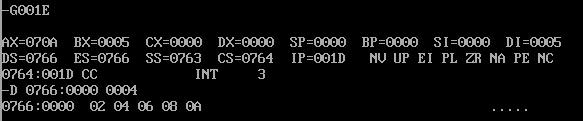 -G001E
AX=070A BX=0005 CX=0000 DX=0000 SP=0000 BP=0000 SI=0000 DI=0005
DS=0766 ES=0766 SS=0763 CS=0764 IP=001D NV UP EI PL ZR NA PE NC
0764:001D CC INT 3
-D 0766:0000 0004
0766:0000 02 04 06 08 0A .....